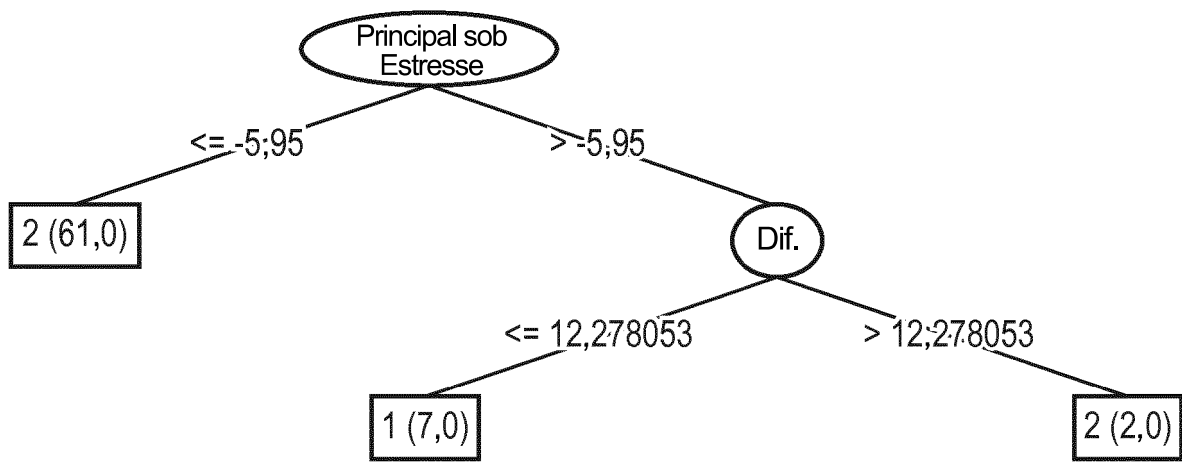 Principal sob
Estresse
<= -5,95
> -5,95
2 (61,0)
Dif.
<= 12,278053
> 12,278053
1 (7,0)
2 (2,0)